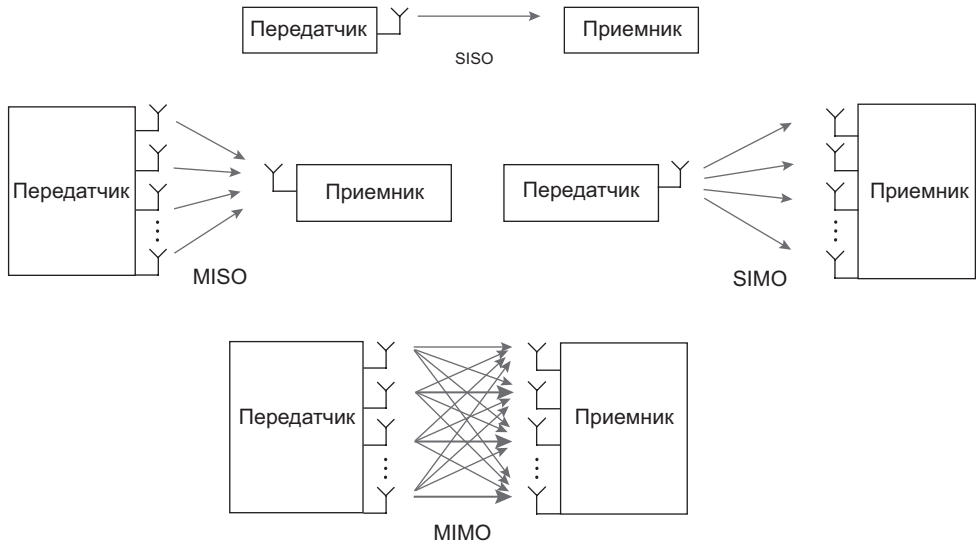 Передатчик
Приемник
SISO
Передатчик
Приемник
MISO
Передатчик
Приемник
SIMO
Передатчик
Приемник
MIMO